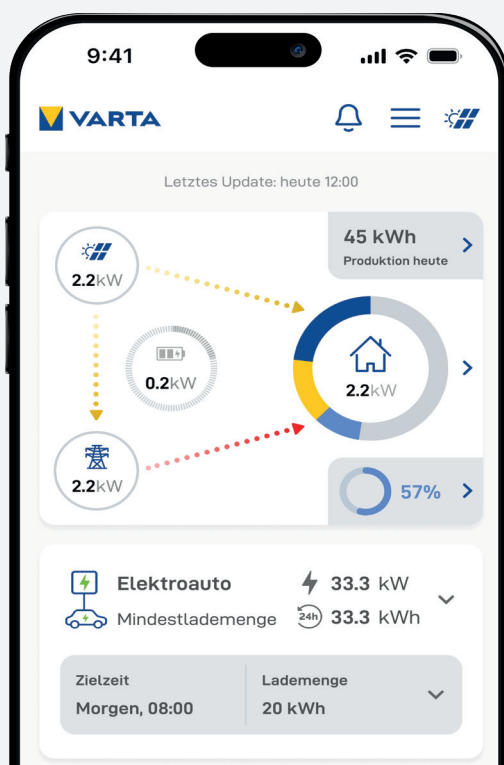 9:41
VARTA
Letztes Update: heute 12:00
2.2kW
45 kWh
Produktion heute
0.2kW
2.2kW
2.2kW
57%
Elektroauto
33.3 kW
Mindestlademenge
24h
33.3 kWh
Zielzeit
Lademenge
Morgen, 08:00
20 kWh